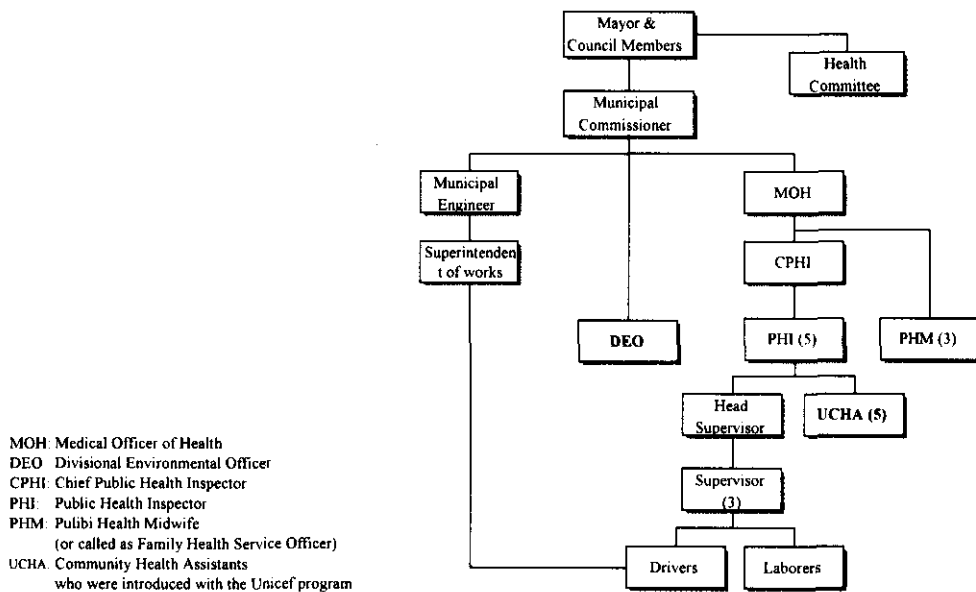 Mayor &
Council Members
Health
Committee
Municipal
Commissioner
Municipal
Engineer
MOH
Superintenden
t of works
CPHI
DEO
PHI (5)
PHM (3)
Head
Supervisor
UCHA (5)
Supervisor
(3)
Drivers
Laborers
MOH: Medical Officer of Health
DEO Divisional Environmental Officer
CPHI: Chief Public Health Inspector
PHI: Public Health Inspector
PHM: Pulibi Health Midwife
(or called as Family Health Service Officer)
UCHA: Community Health Assistants
who were introduced with the Unicef program